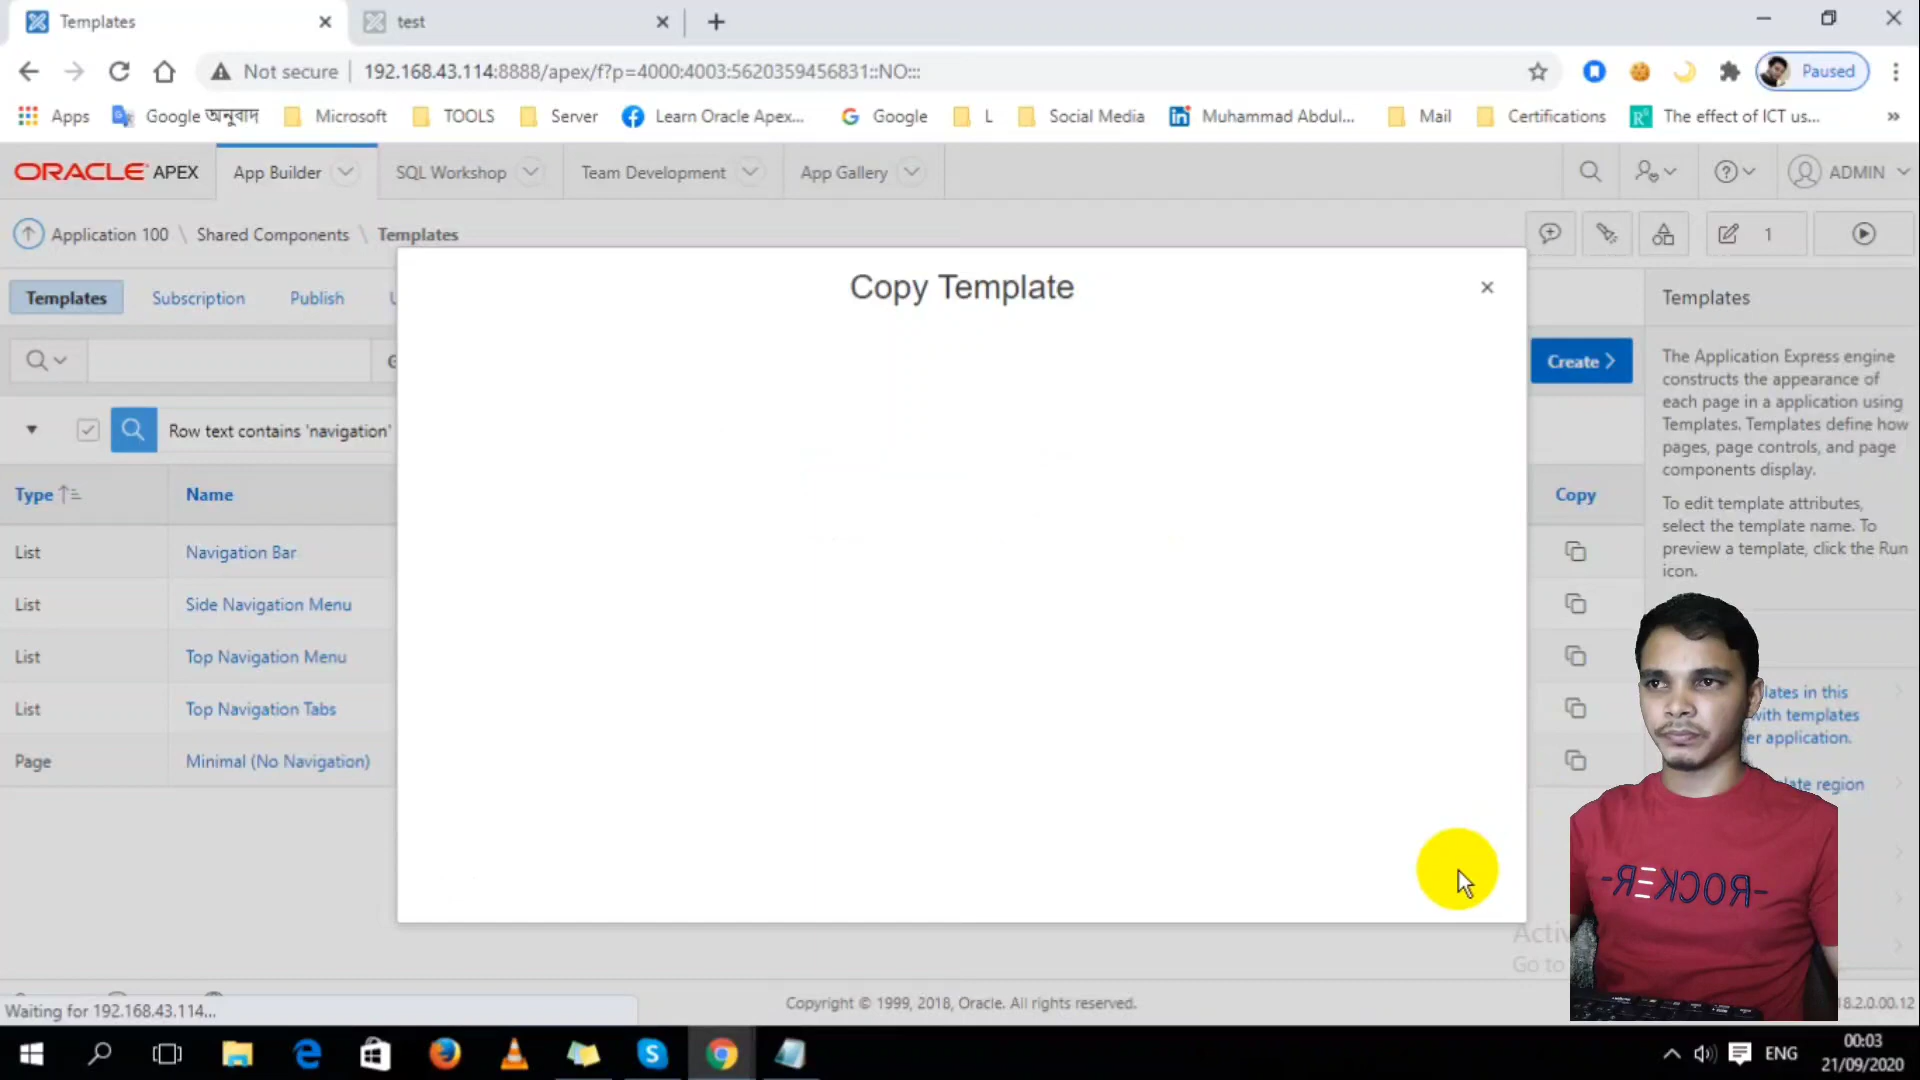 Templates
test
Not secure
192.168.43.114:8888/apex/f?p=4000:4003:5620359456831::NO:::
Paused
Apps
Google অনুবাদ
Microsoft
TOOLS
Server
Learn Oracle Apex...
Google
L
Social Media
Muhammad Abdul...
Mail
Certifications
The effect of ICT us...
»
ORACLE APEX
App Builder
SQL Workshop
Team Development
App Gallery
ADMIN
Application 100 \ Shared Components \ Templates
1
Templates
Subscription
Publish
Copy Template
Templates
Create
The Application Express engine
constructs the appearance of
each page in a application using
Templates. Templates define how
pages, page controls, and page
components display.
To edit template attributes,
select the template name. To
preview a template, click the Run
icon.
Row text contains 'navigation'
Type
Name
Copy
List
Navigation Bar
List
Side Navigation Menu
List
Top Navigation Menu
List
Top Navigation Tabs
Page
Minimal (No Navigation)
lates in this
with templates
er application.
late region
-ROCKER-
Activ
Go to
Waiting for 192.168.43.114...
Copyright © 1999, 2018, Oracle. All rights reserved.
18.2.0.00.12
ENG
00:03
21/09/2020